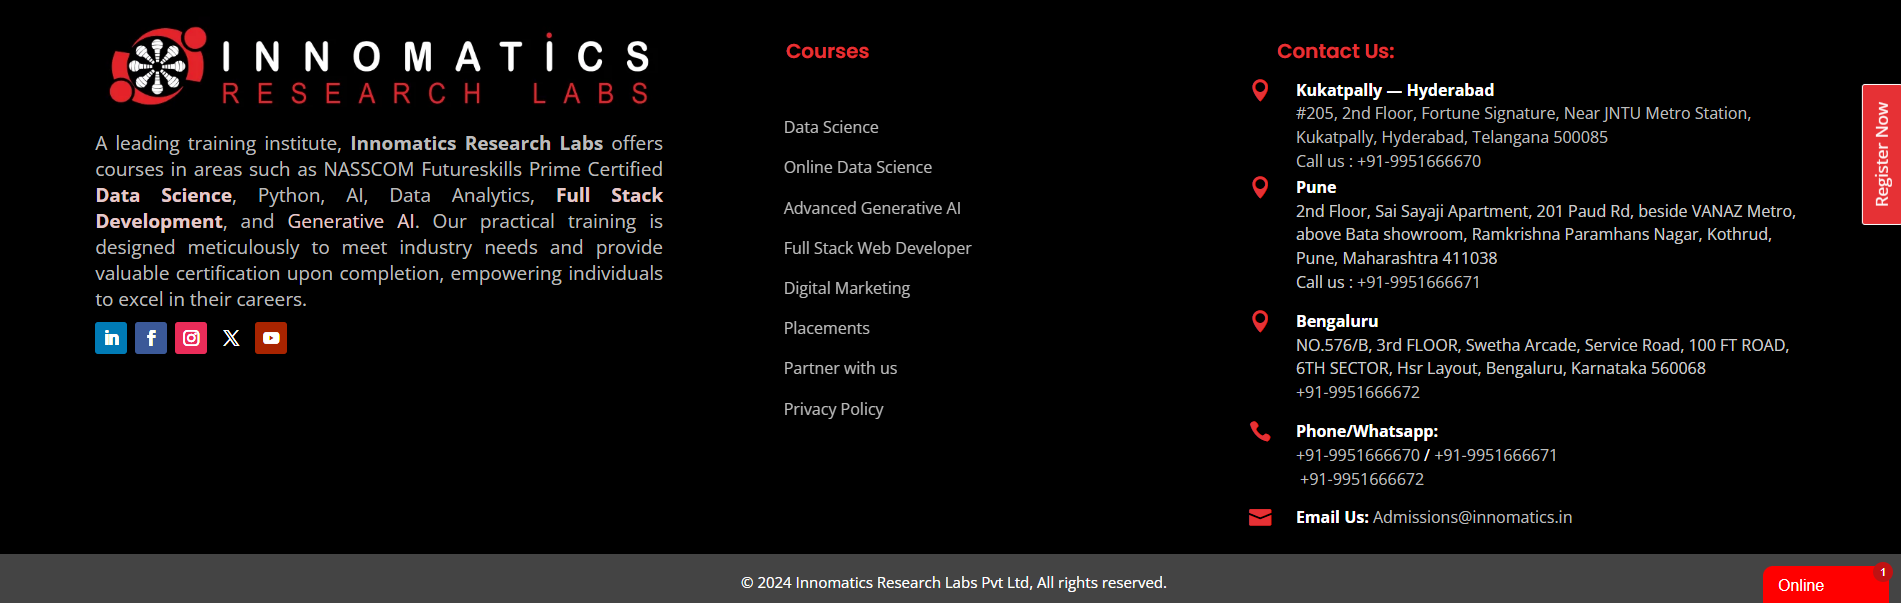 INNOMATICS
RESEARCH LABS
A leading training institute, Innomatics Research Labs offers
courses in areas such as NASSCOM Futureskills Prime Certified
Data Science, Python, AI, Data Analytics, Full Stack
Development, and Generative AI. Our practical training is
designed meticulously to meet industry needs and provide
valuable certification upon completion, empowering individuals
to excel in their careers.
in f X
Courses
Data Science
Online Data Science
Advanced Generative AI
Full Stack Web Developer
Digital Marketing
Placements
Partner with us
Privacy Policy
Contact Us:
Kukatpally — Hyderabad
#205, 2nd Floor, Fortune Signature, Near JNTU Metro Station,
Kukatpally, Hyderabad, Telangana 500085
Call us : +91-9951666670
Pune
2nd Floor, Sai Sayaji Apartment, 201 Paud Rd, beside VANAZ Metro,
above Bata showroom, Ramkrishna Paramhans Nagar, Kothrud,
Pune, Maharashtra 411038
Call us : +91-9951666671
Bengaluru
NO.576/B, 3rd FLOOR, Swetha Arcade, Service Road, 100 FT ROAD,
6TH SECTOR, Hsr Layout, Bengaluru, Karnataka 560068
+91-9951666672
Phone/Whatsapp:
+91-9951666670 / +91-9951666671
+91-9951666672
Email Us: Admissions@innomatics.in
Register Now
© 2024 Innomatics Research Labs Pvt Ltd, All rights reserved.
Online
1